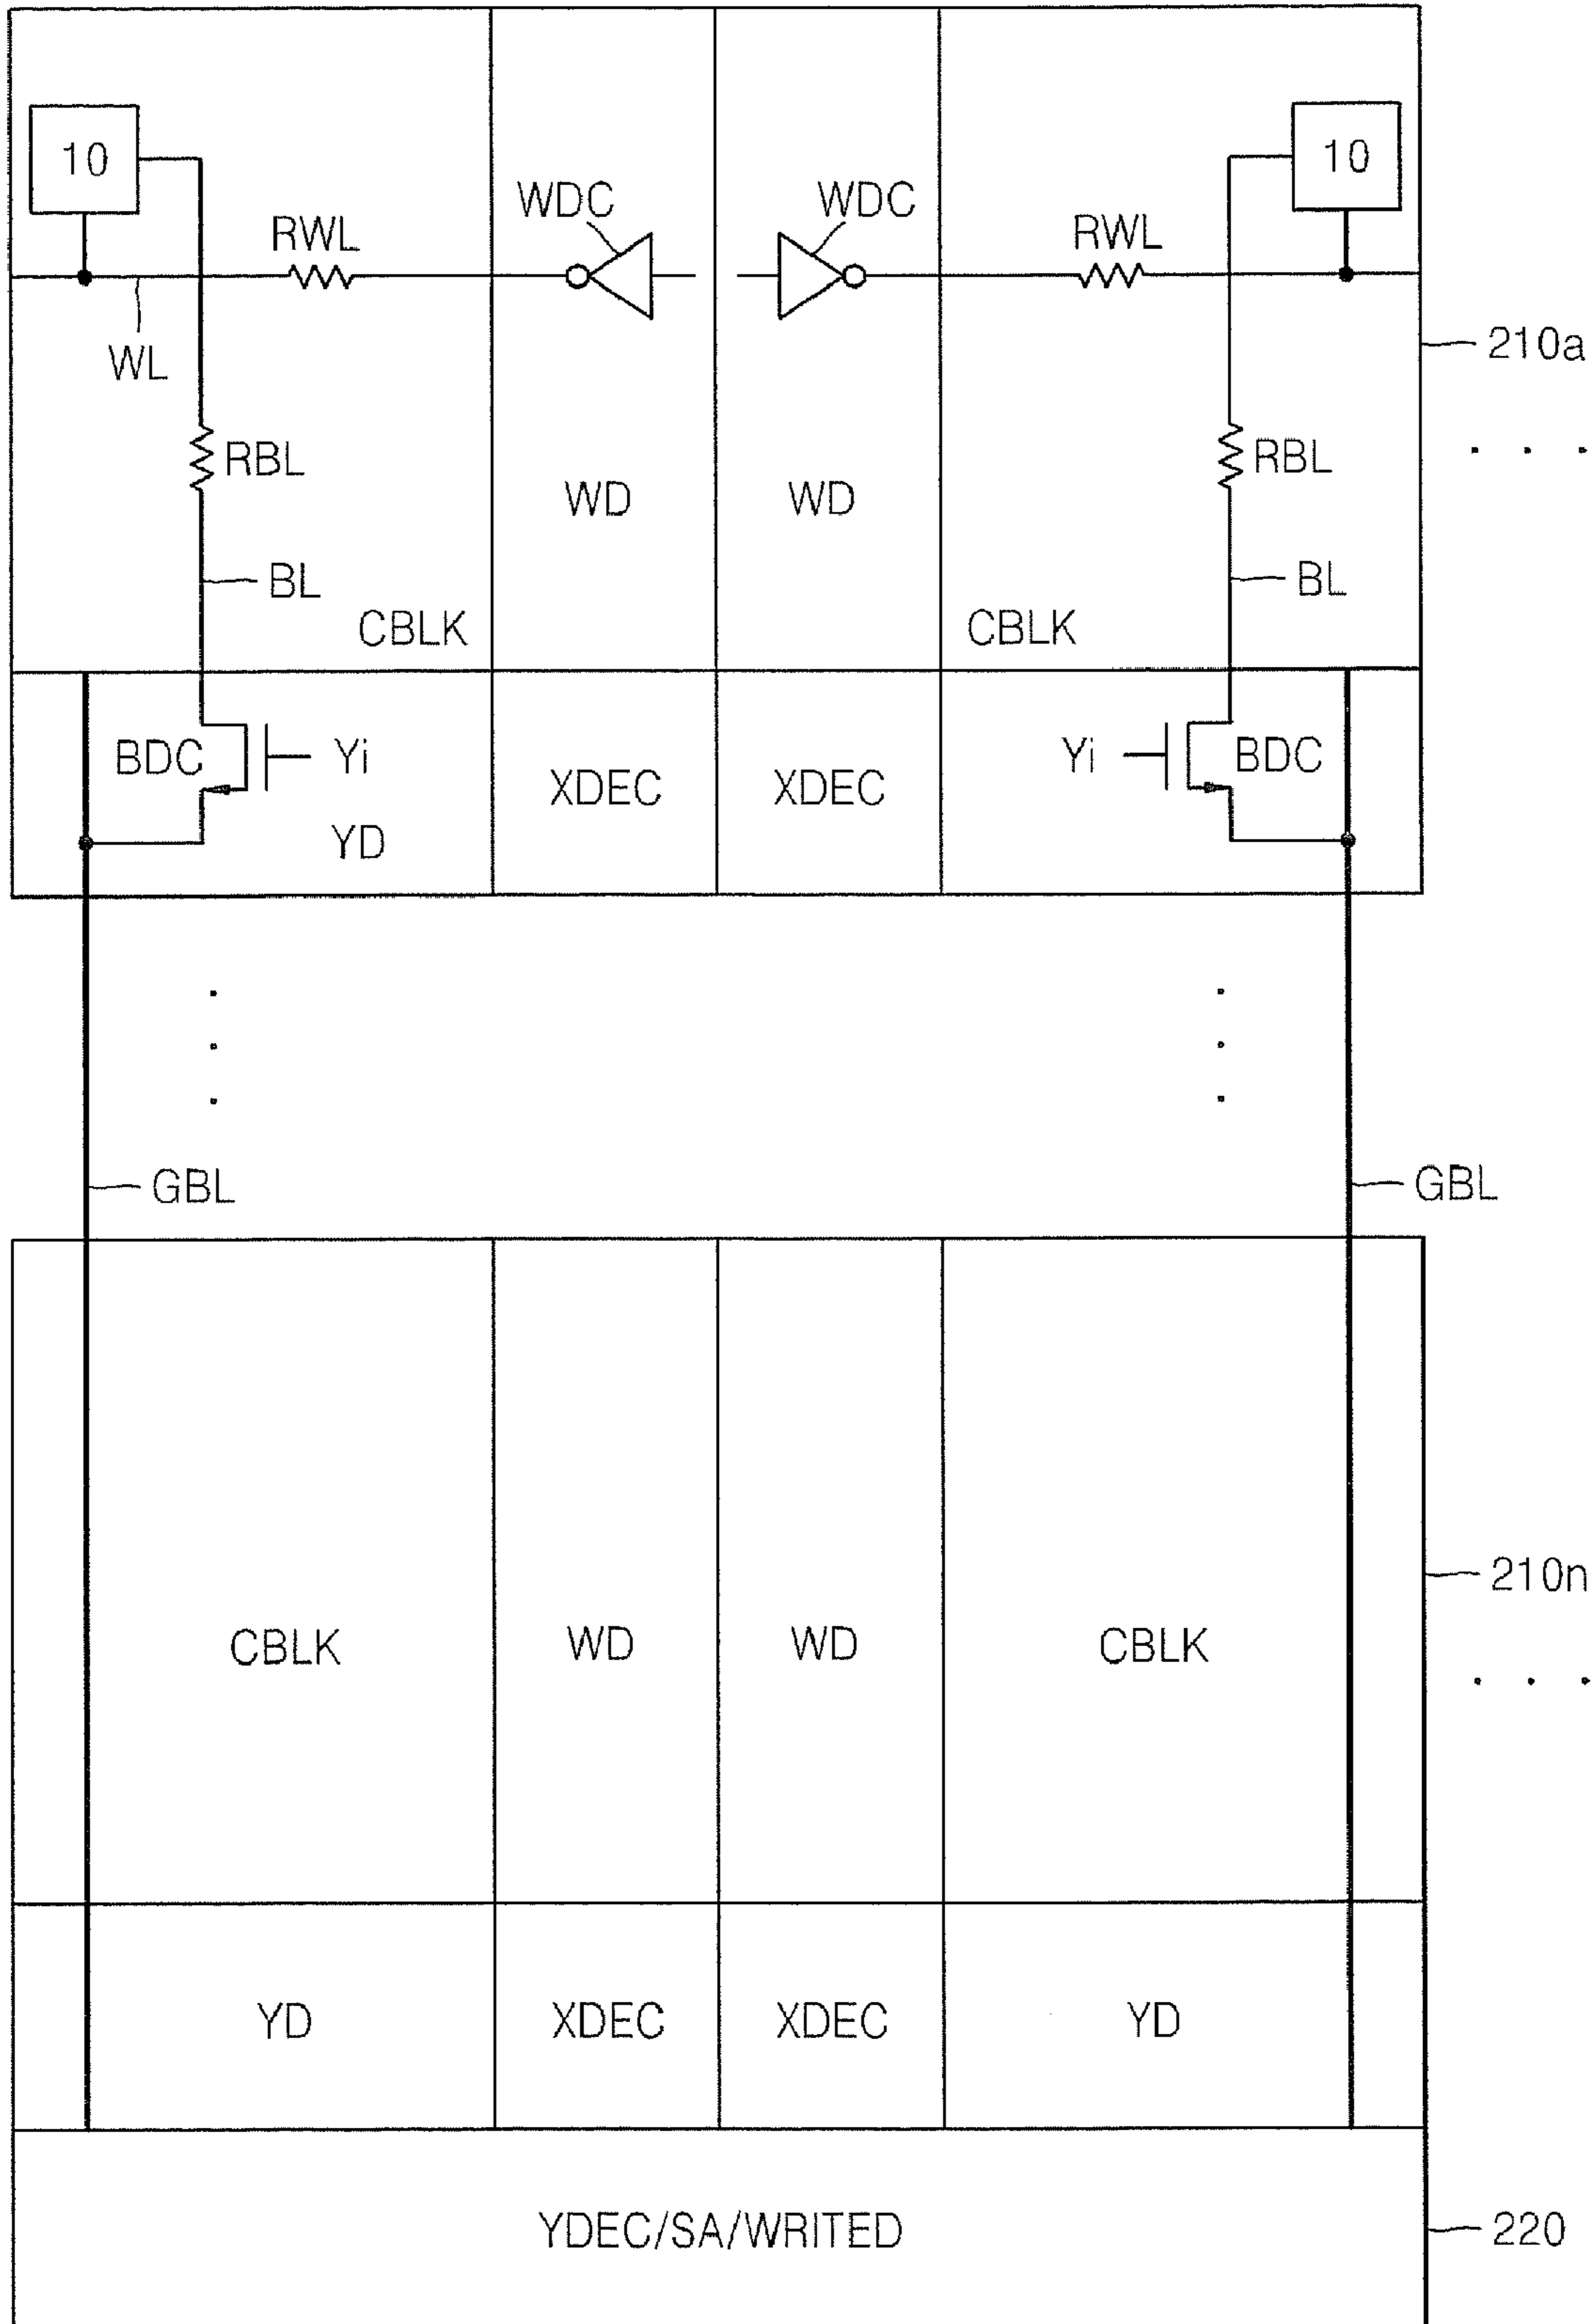 10
10
WDC
WDC
RWL
RWL
WL
210a
RBL
RBL
WD
WD
BL
BL
CBLK
CBLK
BDC
Yi
Yi
BDC
XDEC
XDEC
YD
GBL
GBL
210n
CBLK
WD
WD
CBLK
YD
XDEC
XDEC
YD
YDEC/SA/WRITED
220